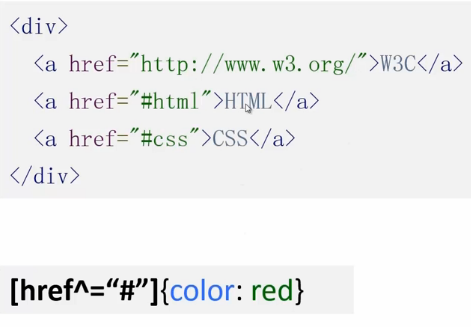 <div>
<a href="http://www.w3.org/">W3C</a>
<a href="#html">HTML</a>
<a href="#css">CSS</a>
</div>
[href^=“#”]{color: red}